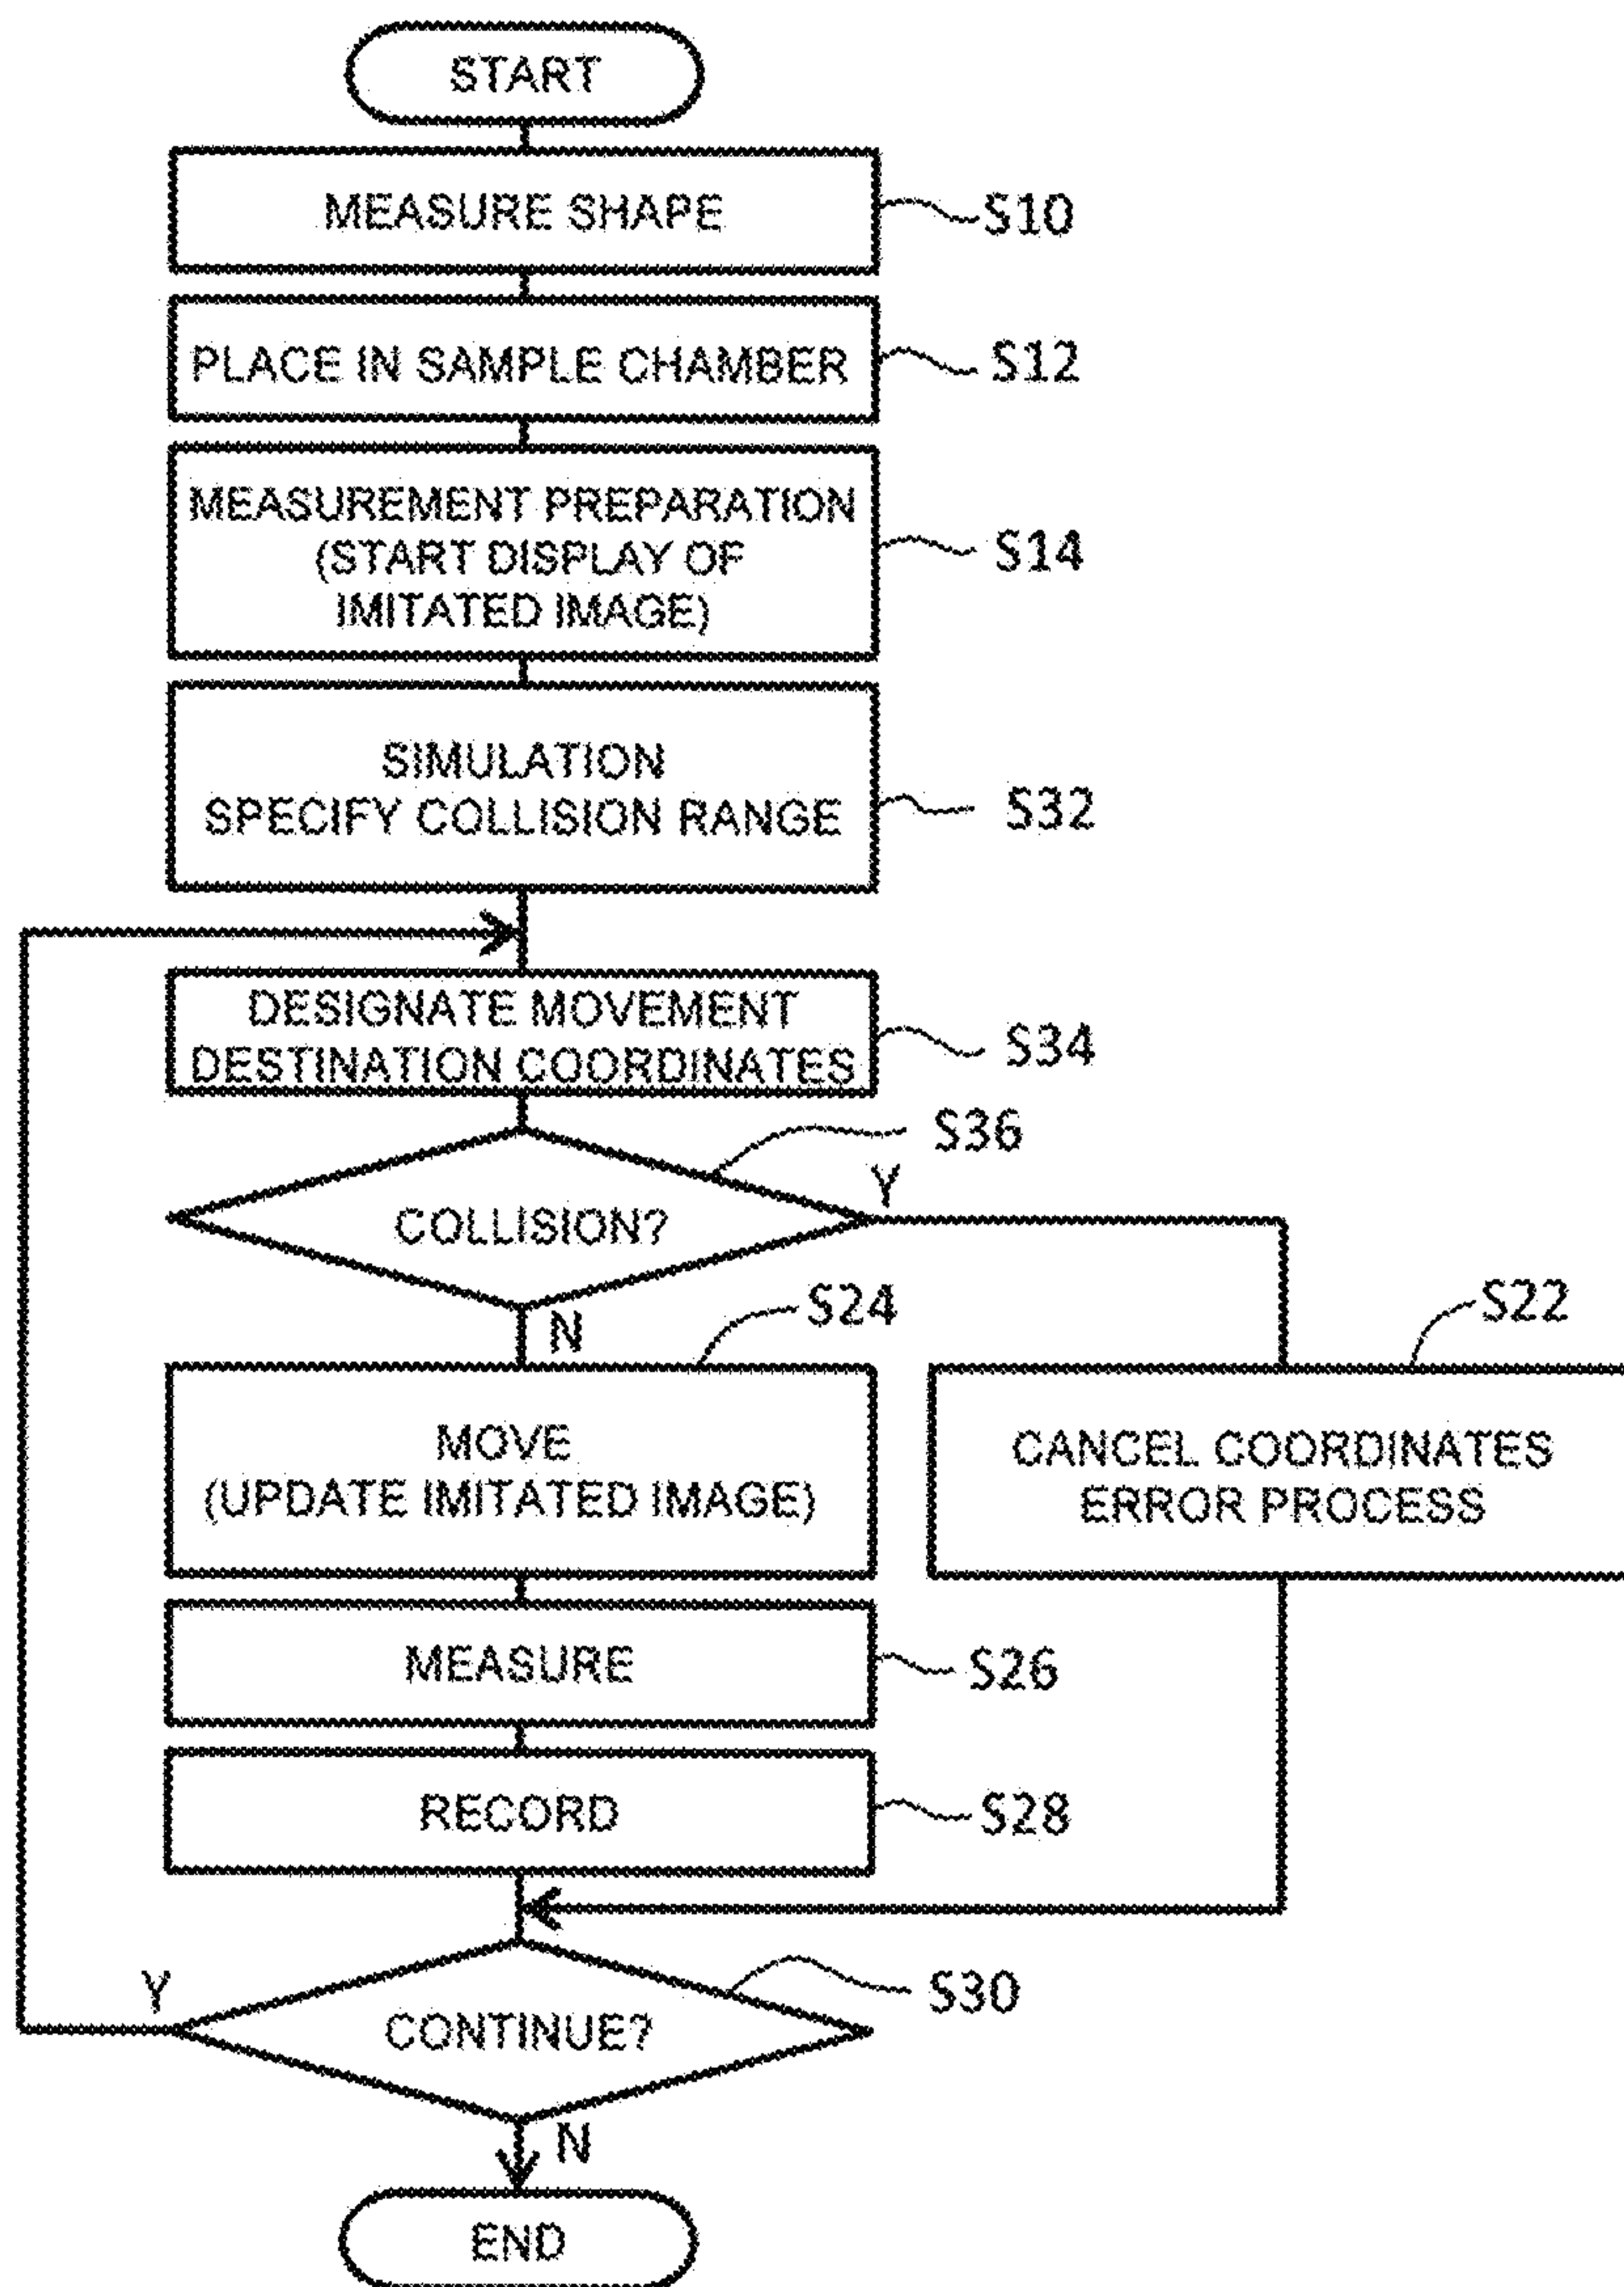 START
MEASURE SHAPE
S10
PLACE IN SAMPLE CHAMBER
S12
MEASUREMENT PREPARATION
(START DISPLAY OF
IMITATED IMAGE)
S14
SIMULATION
SPECIFY COLLISION RANGE
S32
DESIGNATE MOVEMENT
DESTINATION COORDINATES
S34
S36
COLLISION?
Y
N
S24
MOVE
(UPDATE IMITATED IMAGE)
S22
CANCEL COORDINATES
ERROR PROCESS
MEASURE
S26
RECORD
S28
S30
CONTINUE?
Y
N
END